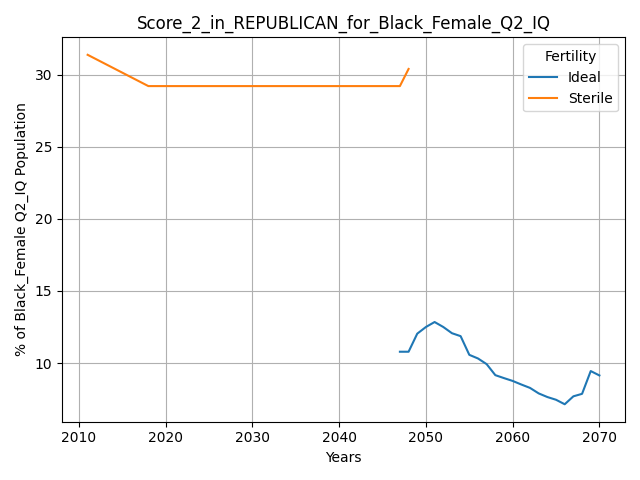 Score_2_in_REPUBLICAN_for_Black_Female_Q2_IQ
% of Black_Female Q2_IQ Population
30
25
20
15
10
Fertility
Ideal
Sterile
2010 2020 2030 2040 2050 2060 2070
Years